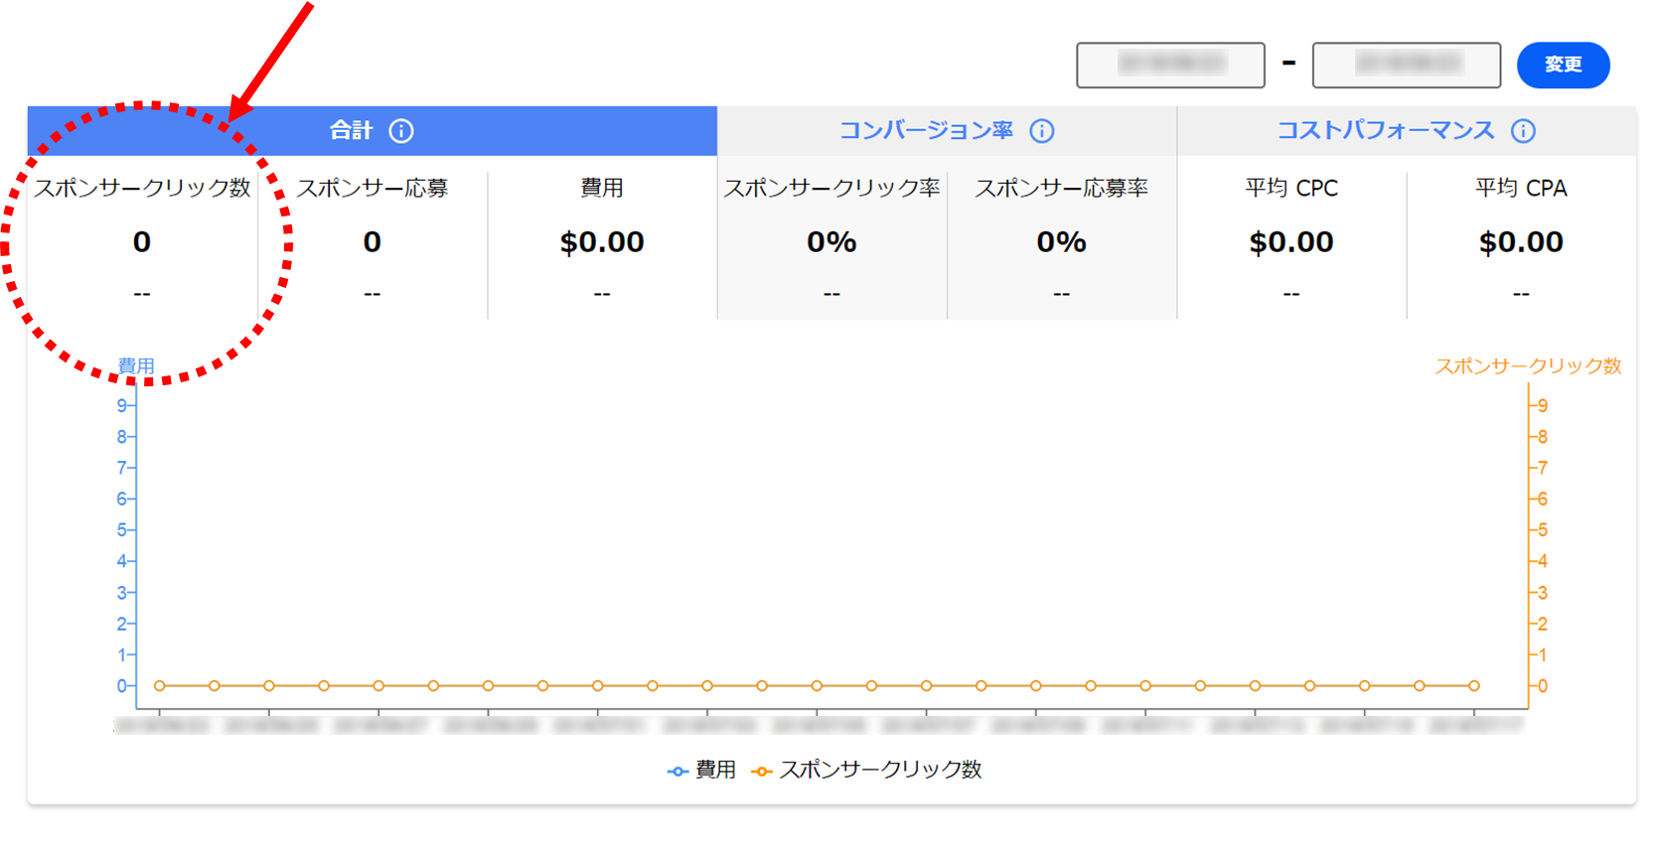 変更
合計 コンバージョン率 コストパフォーマンス
スポンサークリック数 スポンサー応募 費用 スポンサークリック率 スポンサー応募率 平均 CPC 平均 CPA
0 0 $0.00 0% 0% $0.00 $0.00
-- -- -- -- -- -- --
費用 スポンサークリック数
9 9
8 8
7 7
6 6
5 5
4 4
3 3
2 2
1 1
0 0
費用 スポンサークリック数